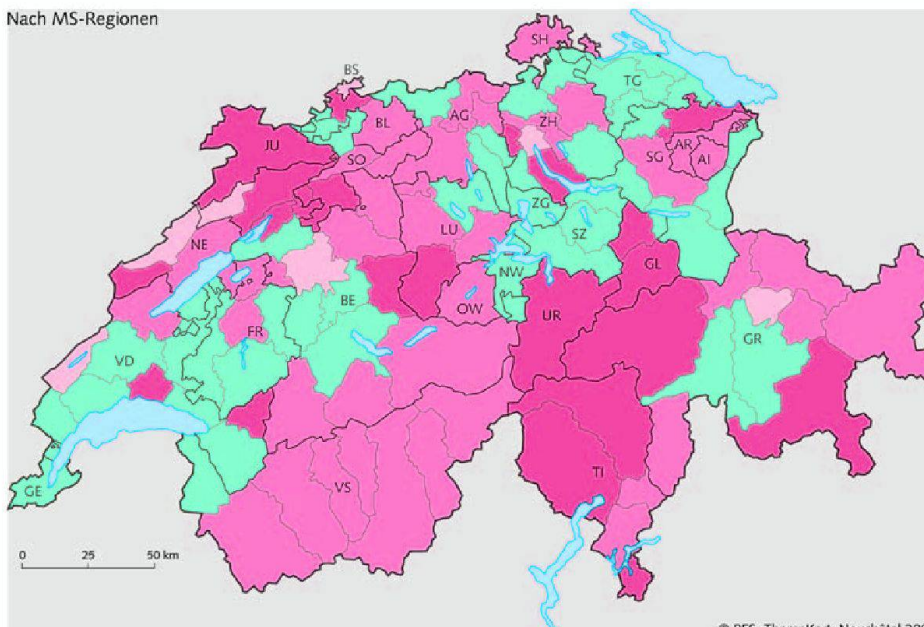 Nach MS-Regionen
SH
BS
TG
BL
AG
ZH
JU
SO
SG
AR
AI
ZG
LU
SZ
NE
NW
GL
BE
OW
UR
FR
GR
VD
VS
TI
GE
0 25 50 km